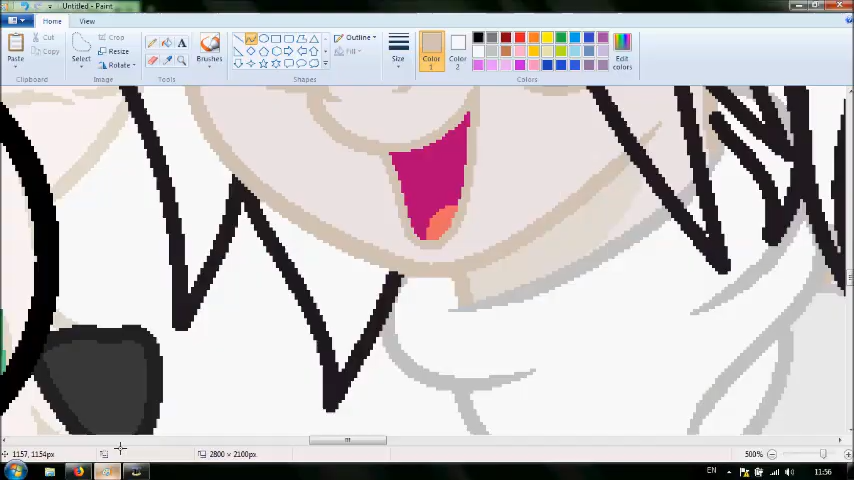 Untitled - Paint
Home View
Paste
Cut
Copy
Clipboard
Select
Crop
Resize
Rotate
Image
A
Tools
Brushes
Outline
Fill
Shapes
Size
Color 1
Color 2
Edit colors
Colors
1157, 1154px
2800 × 2100px
500%
EN
11:56